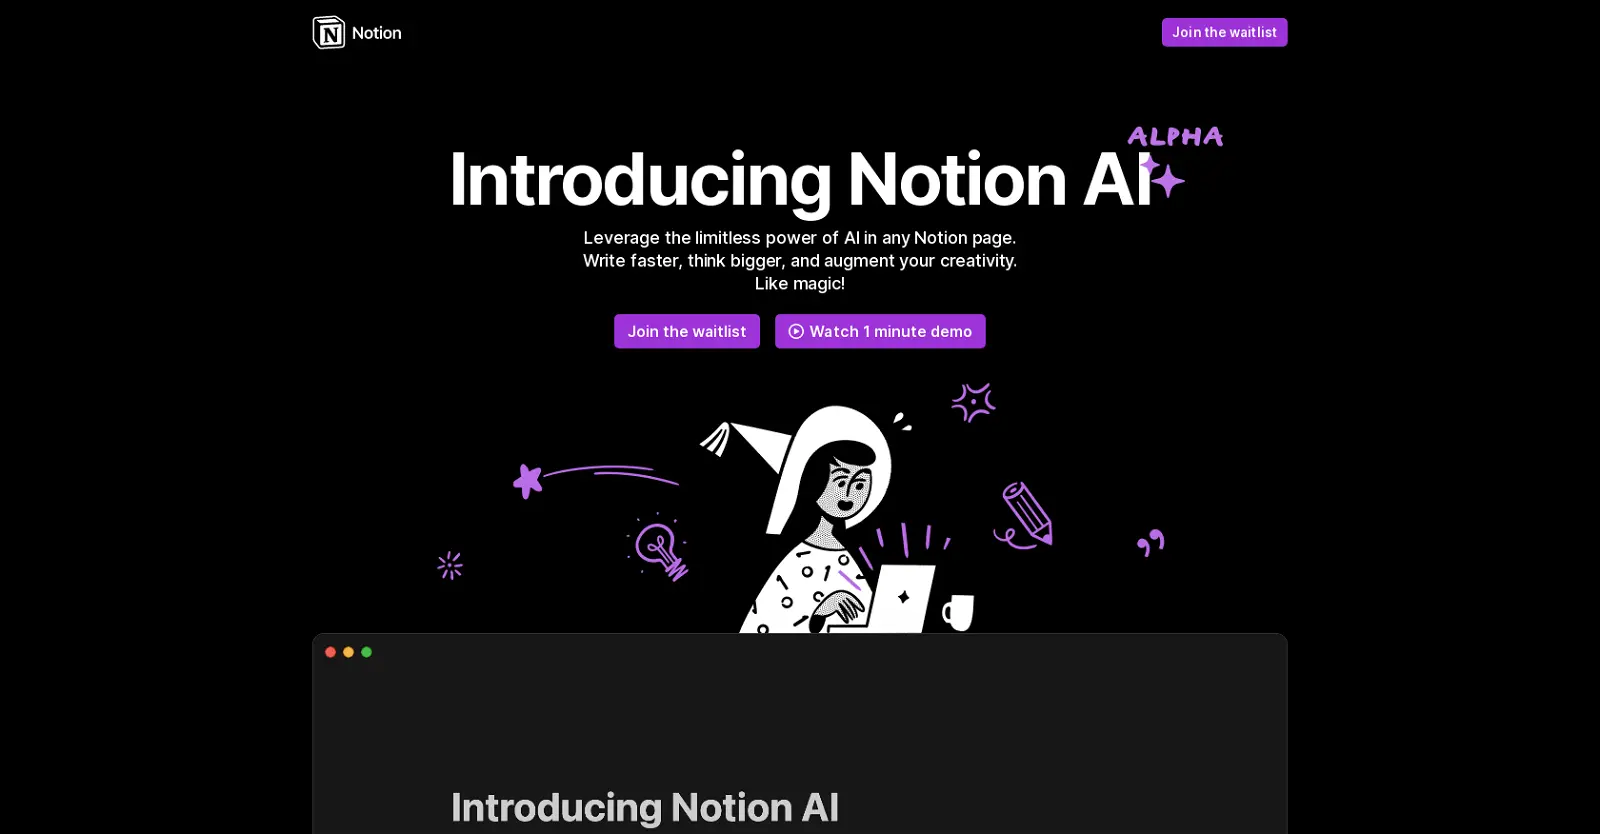 Notion
Join the waitlist
ALPHA
Introducing Notion AI
Leverage the limitless power of AI in any Notion page.
Write faster, think bigger, and augment your creativity.
Like magic!
Join the waitlist
Watch 1 minute demo
Introducing Notion AI